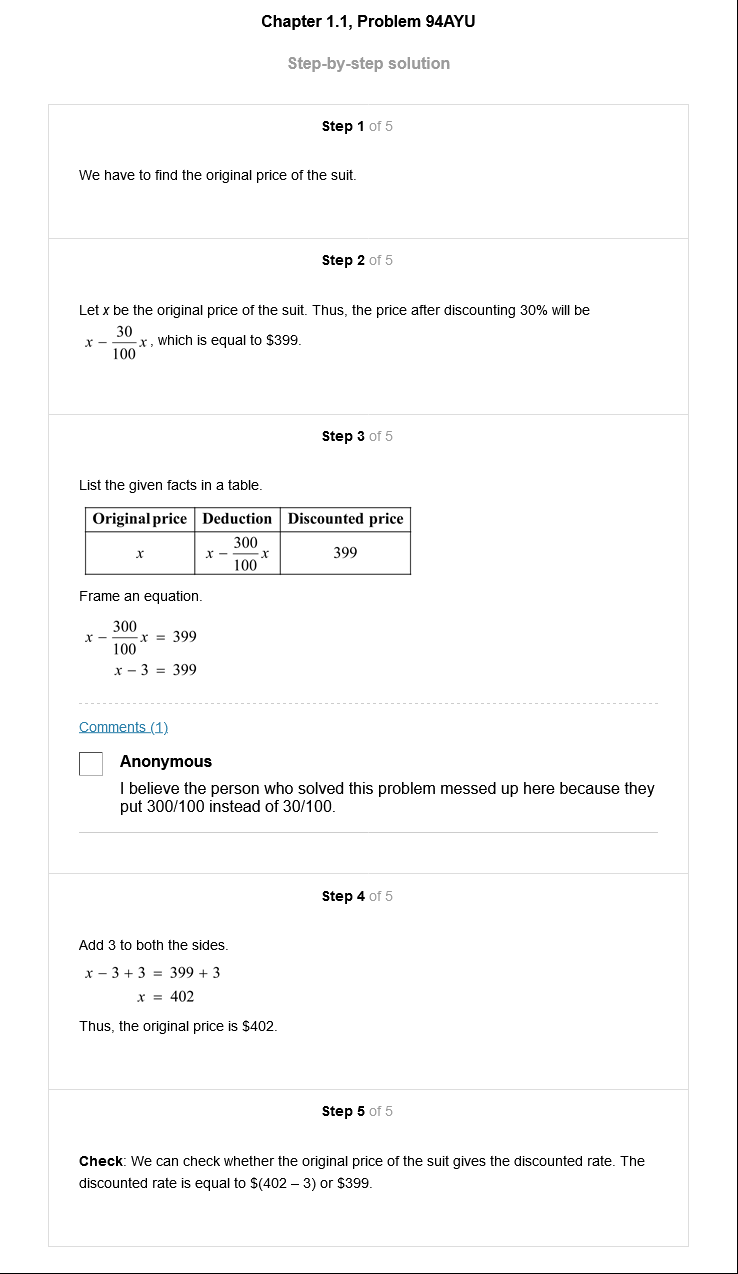 Chapter 1.1, Problem 94AYU
Step-by-step solution
Step 1 of 5
We have to find the original price of the suit.
Step 2 of 5
Let x be the original price of the suit. Thus, the price after discounting 30% will be
x − 30/100 x, which is equal to $399.
Step 3 of 5
List the given facts in a table.
Original price Deduction Discounted price
x x − 300/100 x 399
Frame an equation.
x − 300/100 x = 399
x − 3 = 399
Comments (1)
Anonymous
I believe the person who solved this problem messed up here because they
put 300/100 instead of 30/100.
Step 4 of 5
Add 3 to both the sides.
x − 3 + 3 = 399 + 3
x = 402
Thus, the original price is $402.
Step 5 of 5
Check: We can check whether the original price of the suit gives the discounted rate. The
discounted rate is equal to $(402 – 3) or $399.